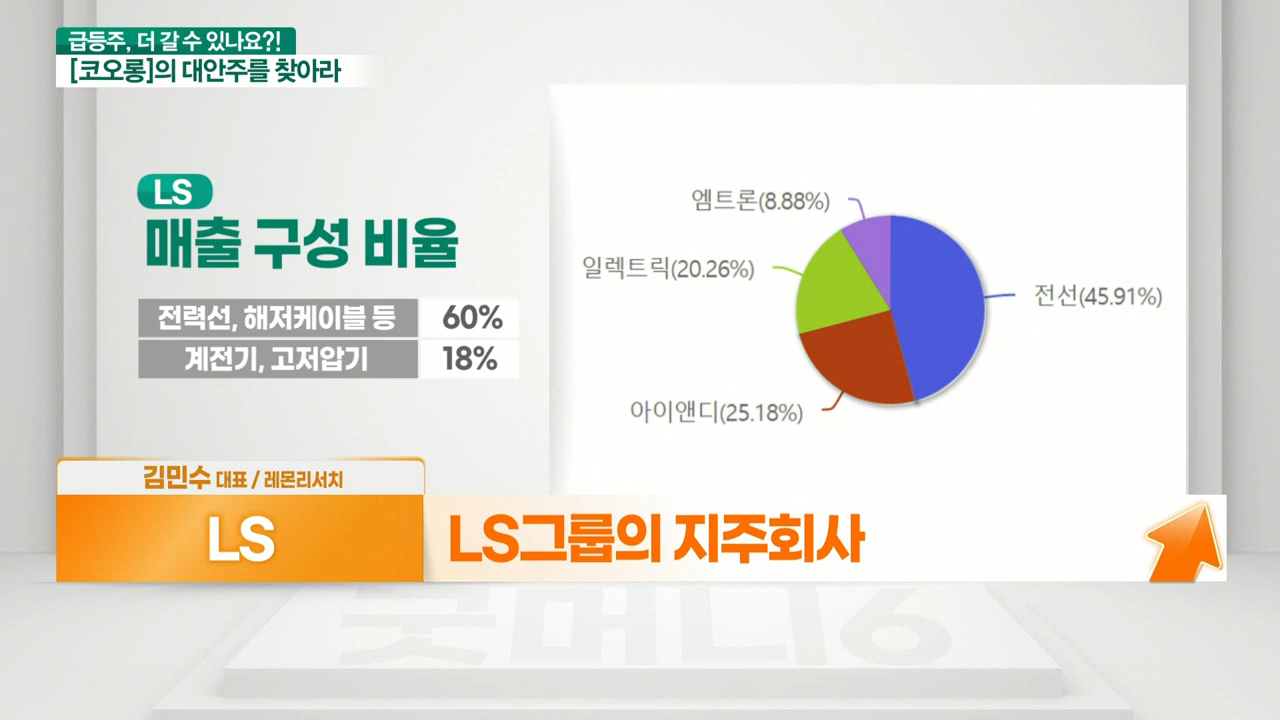 급등주, 더 갈 수 있나요?!
[코오롱]의 대안주를 찾아라
LS
매출 구성 비율
전력선, 해저케이블 등 60%
계전기, 고저압기 18%
엠트론(8.88%)
일렉트릭(20.26%)
전선(45.91%)
아이앤디(25.18%)
김민수 대표 / 레몬리서치
LS
LS그룹의 지주회사
굿머니6